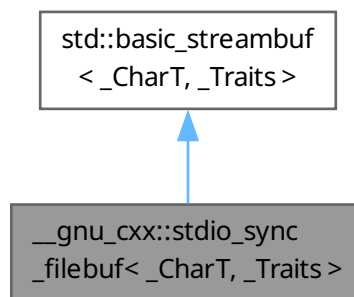 std::basic_streambuf
< _CharT, _Traits >
__gnu_cxx::stdio_sync
_filebuf< _CharT, _Traits >